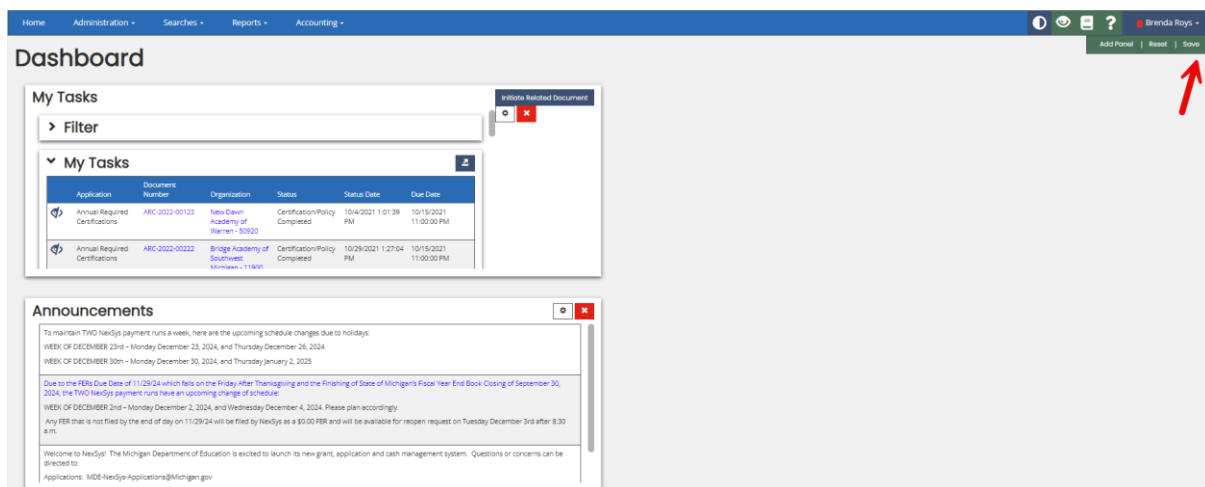 Home Administration Searches Reports Accounting ? Brenda Roys
Add Panel | Reset | Save
Dashboard
My Tasks
Initiate Related Document
> Filter
My Tasks
Application Document Number Organization Status Status Date Due Date
Annual Required ARC-2022-00123 New Dawn Certification/Policy 10/4/2021 1:01:39 10/15/2021
Certifications Academy of Completed PM 11:00:00 PM
Warren - 50920
Annual Required ARC-2022-00222 Bridge Academy of Certification/Policy 10/29/2021 1:27:04 10/15/2021
Certifications Southwest Completed PM 11:00:00 PM
Michigan - 11900
Announcements
To maintain TWO NexSys payment runs a week, here are the upcoming schedule changes due to holidays:
WEEK OF DECEMBER 23rd – Monday December 23, 2024, and Thursday December 26, 2024
WEEK OF DECEMBER 30th – Monday December 30, 2024, and Thursday January 2, 2025
Due to the FERs Due Date of 11/29/24 which falls on the Friday After Thanksgiving and the Finishing of State of Michigan's Fiscal Year End Book Closing of September 30,
2024, the TWO NexSys payment runs have an upcoming change of schedule:
WEEK OF DECEMBER 2nd – Monday December 2, 2024, and Wednesday December 4, 2024. Please plan accordingly.
Any FER that is not filed by the end of day on 11/29/24 will be filed by NexSys as a $0.00 FER and will be available for reopen request on Tuesday December 3rd after 8:30
a.m.
Welcome to NexSys! The Michigan Department of Education is excited to launch its new grant, application and cash management system. Questions or concerns can be
directed to:
Applications: MDE-NexSys-Applications@Michigan.gov